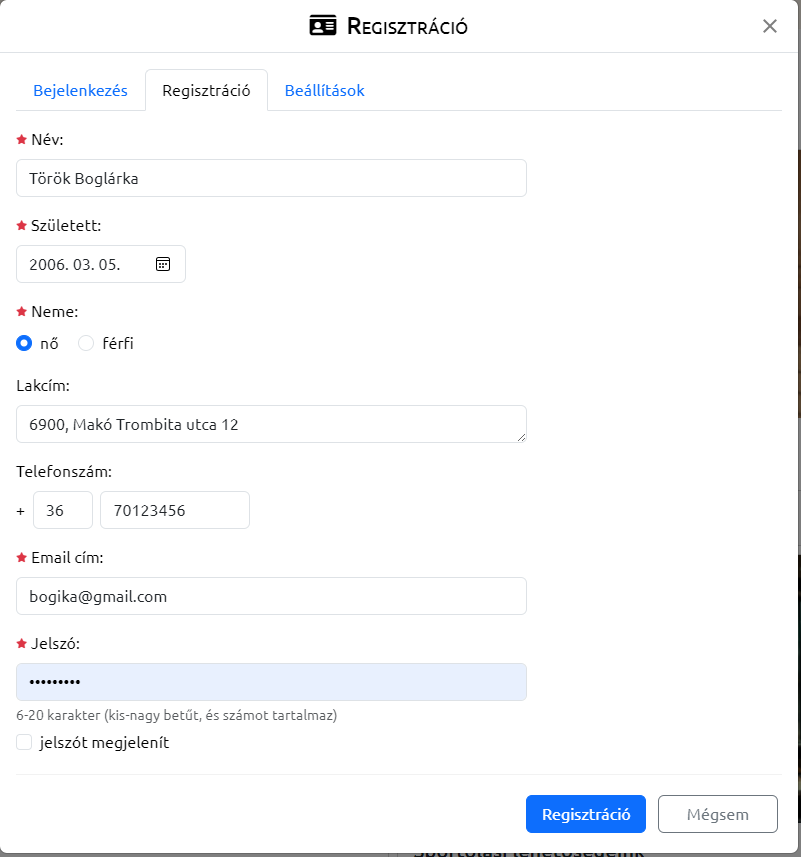 Regisztráció
Bejelenkezés Regisztráció Beállítások
Név:
Török Boglárka
Született:
2006. 03. 05.
Neme:
nő férfi
Lakcím:
6900, Makó Trombita utca 12
Telefonszám:
+ 36 70123456
Email cím:
bogika@gmail.com
Jelszó:
•••••••••
6-20 karakter (kis-nagy betűt, és számot tartalmaz)
jelszót megjelenít
Regisztráció Mégsem